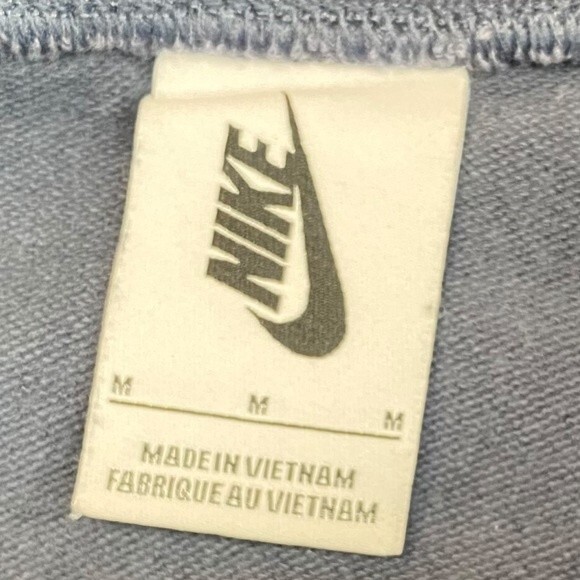 NIKE
M M M
MADE IN VIETNAM
FABRIQUE AU VIETNAM